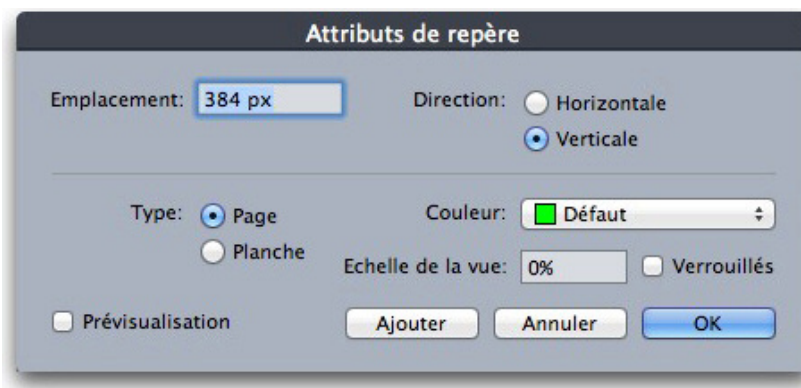 Attributs de repère
Emplacement: 384 px
Direction: Horizontale
Verticale
Type: Page
Planche
Couleur: Défaut
Echelle de la vue: 0%
Verrouillés
Prévisualisation
Ajouter
Annuler
OK